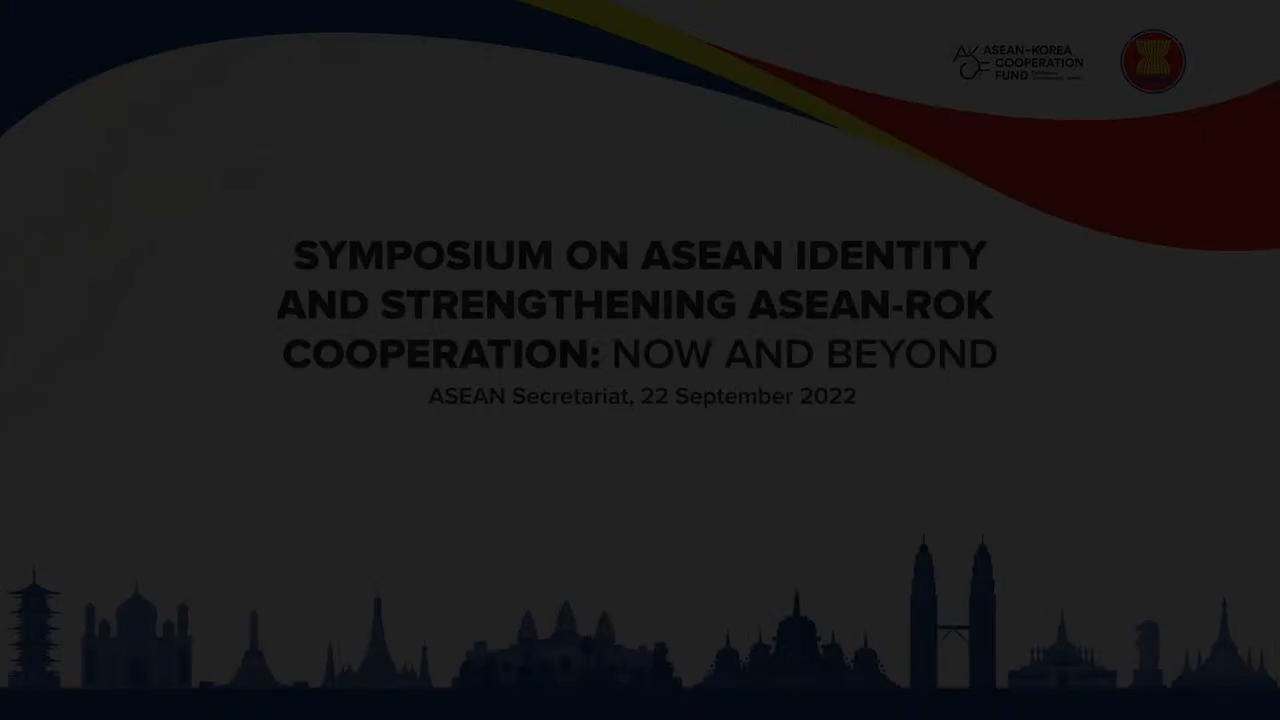 ASEAN-KOREA
COOPERATION
FUND
SYMPOSIUM ON ASEAN IDENTITY
AND STRENGTHENING ASEAN-ROK
COOPERATION: NOW AND BEYOND
ASEAN Secretariat, 22 September 2022